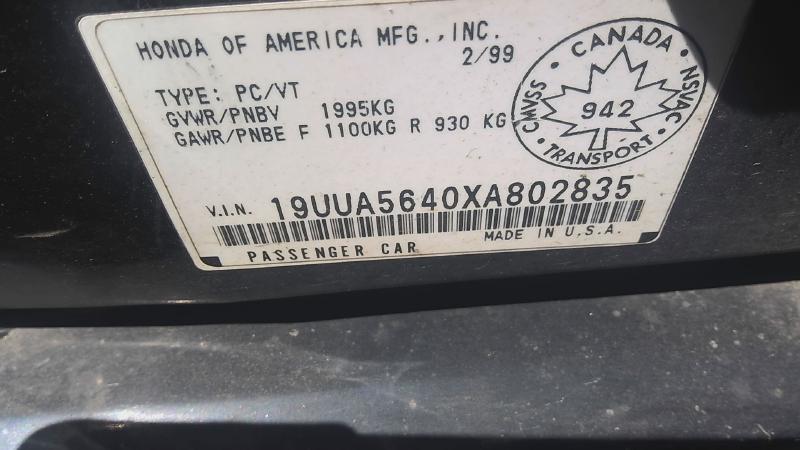 HONDA OF AMERICA MFG., INC.
2/99
TYPE: PC/VT
GVWR/PNBV 1995KG
GAWR/PNBE F 1100KG R 930 KG
CANADA
CMVSS 942 NSVAC
TRANSPORT
V.I.N. 19UUA5640XA802835
PASSENGER CAR MADE IN U.S.A.